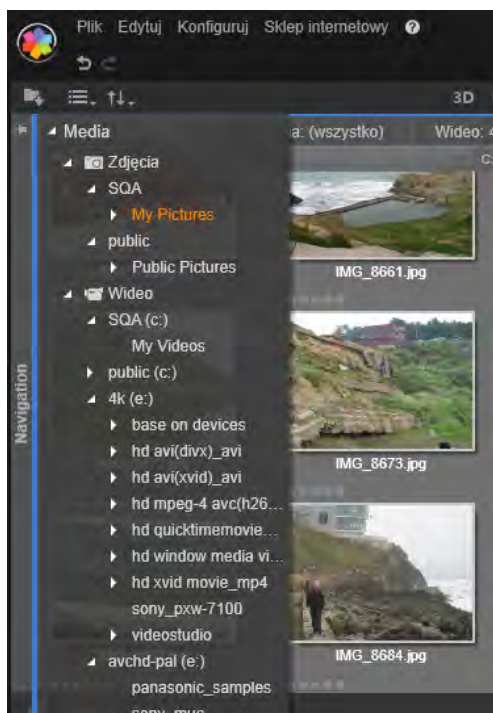 Plik Edytuj Konfiguruj Sklep internetowy ?
3D
Media
a: (wszystko) Wideo: 4
Zdjęcia
SQA
My Pictures
public
Public Pictures
IMG_8661.jpg
Wideo
SQA (c:)
My Videos
public (c:)
4k (e:)
Navigation
base on devices
hd avi(divx)_avi
hd avi(xvid)_avi
IMG_8673.jpg
hd mpeg-4 avc(h26...
hd quicktimemovie...
hd window media vi...
hd xvid movie_mp4
sony_pxw-7100
videostudio
avchd-pal (e:)
IMG_8684.jpg
panasonic_samples